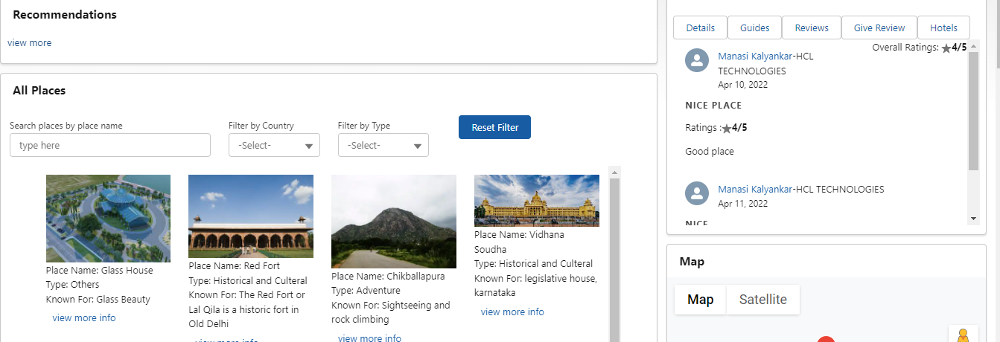 Recommendations
view more
All Places
Search places by place name
Filter by Country
Filter by Type
type here
-Select-
-Select-
Reset Filter
Place Name: Glass House
Type: Others
Known For: Glass Beauty
view more info
Place Name: Red Fort
Type: Historical and Culteral
Known For: The Red Fort or
Lal Qila is a historic fort in
Old Delhi
view more info
Place Name: Chikballapura
Type: Adventure
Known For: Sightseeing and
rock climbing
view more info
Place Name: Vidhana
Soudha
Type: Historical and Culteral
Known For: legislative house,
karnataka
view more info
Details
Guides
Reviews
Give Review
Hotels
Overall Ratings: ★4/5
Manasi Kalyankar-HCL
TECHNOLOGIES
Apr 10, 2022
NICE PLACE
Ratings :★4/5
Good place
Manasi Kalyankar-HCL TECHNOLOGIES
Apr 11, 2022
NICE
Map
Map
Satellite